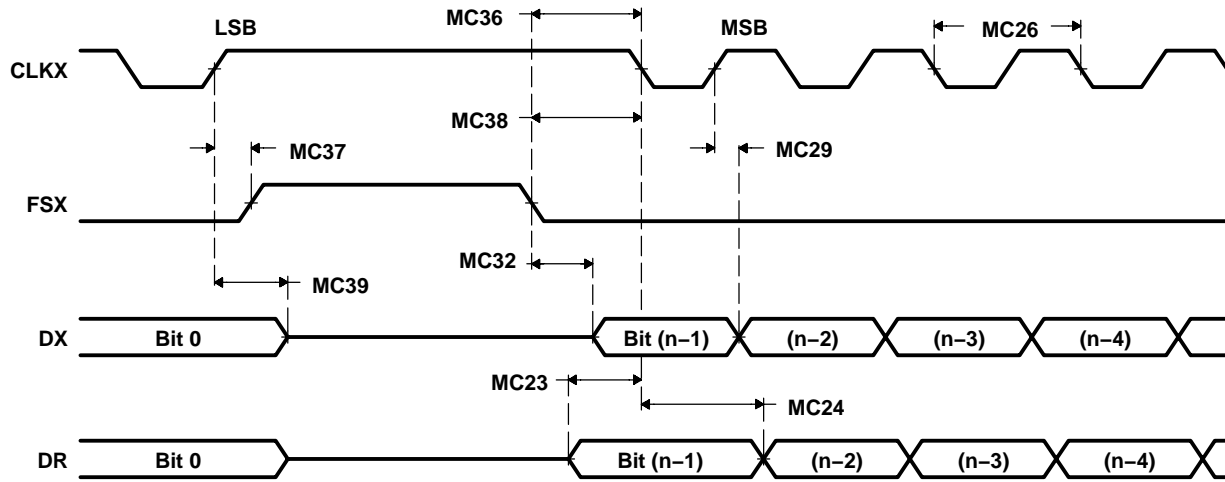 MC36
LSB
MSB
MC26
CLKX
MC38
MC37
MC29
FSX
MC32
MC39
DX
Bit 0
Bit (n−1)
(n−2)
(n−3)
(n−4)
MC23
MC24
DR
Bit 0
Bit (n−1)
(n−2)
(n−3)
(n−4)